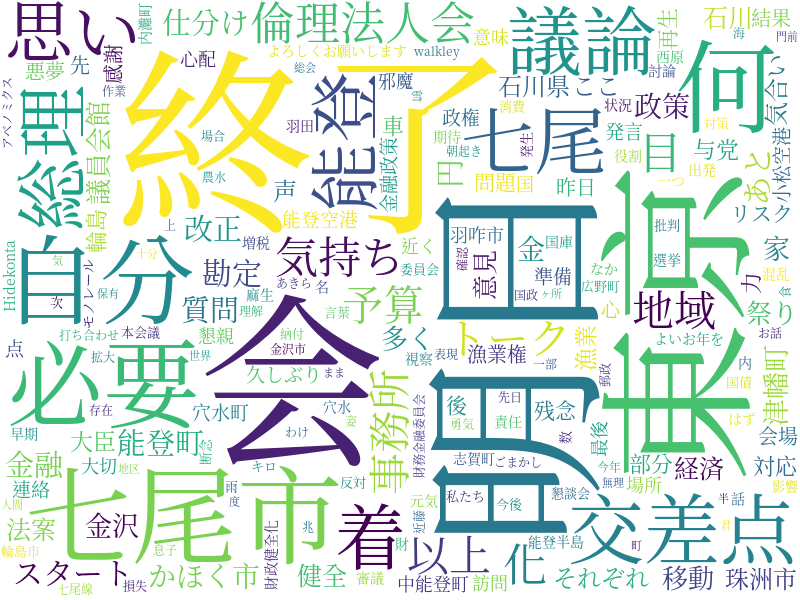 思い
仕分け
倫理法人会
議論
何
石川
結果
再生
終了
総理
能登
自分
会
国
東京
七尾
七尾市
必要
着
交差点
悪夢
先
感謝
内灘町
心配
よろしくお願いします
walkley
意味
西原
海
門前
アベノミクス
作業
総会
邪魔
石川県
ここ
討論
気合い
議員会館
輪島
場合
羽田
政権
消費
状況
政策
対策
農水
声
車
金融政策
円
期待
朝起き
発生
発言
役割
一つ
与党
目
あと
小松空港
出発
問題
国
昨日
リスク
能登空港
改正
上
増税
気持ち
近く
羽咋市
金
国庫
批判
選挙
家
混乱
食
Hidekonta
モノレール
気
次
保有
十分
あきら
麻生
名
委員会
確認
意見
準備
国政
ヶ所
なか
広野町
地域
力
祭り
勘定
質問
理解
予算
トーク
心
お話
点
打ち合わせ
本会議
懇親
納付
言葉
多く
漁業権
漁業
よいお年を
拡大
世界
金沢市
視察
表現
一部
郵政
内
国債
津幡町
久しぶり
まま
事務所
後
先日
責任
残念
最後
はず
早期
存在
穴水町
穴水
わけ
姿
勇気
数
会場
大臣
能登町
断念
財務金融委員会
志賀町
ごまかし
部分
経済
対応
金融
連絡
大切
地区
キロ
反対
元気
私たち
今後
懇談会
場所
今年
無理
半
話
影響
人間
法案
金沢
財政健全化
雨
度
兆
財
近藤
以上
化
能登半島
町
君
輪島市
スタート
かほく市
息子
健全
審議
中能登町
訪問
それぞれ
移動
珠洲市
七尾線
損失